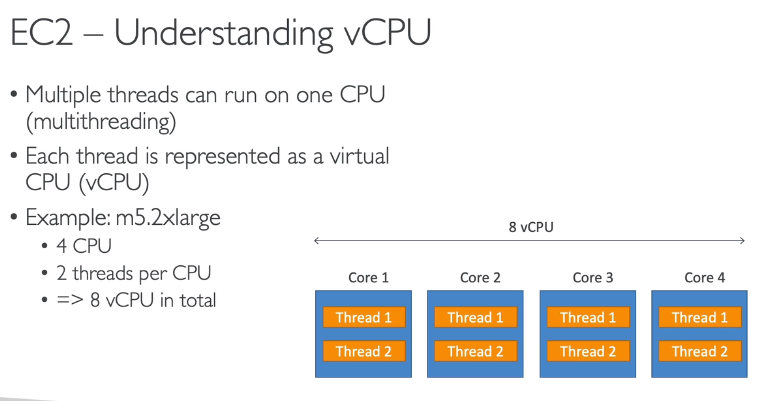 EC2 – Understanding vCPU
• Multiple threads can run on one CPU
(multithreading)
• Each thread is represented as a virtual
CPU (vCPU)
• Example: m5.2xlarge
• 4 CPU
• 2 threads per CPU
• => 8 vCPU in total
8 vCPU
Core 1 Core 2 Core 3 Core 4
Thread 1 Thread 1 Thread 1 Thread 1
Thread 2 Thread 2 Thread 2 Thread 2